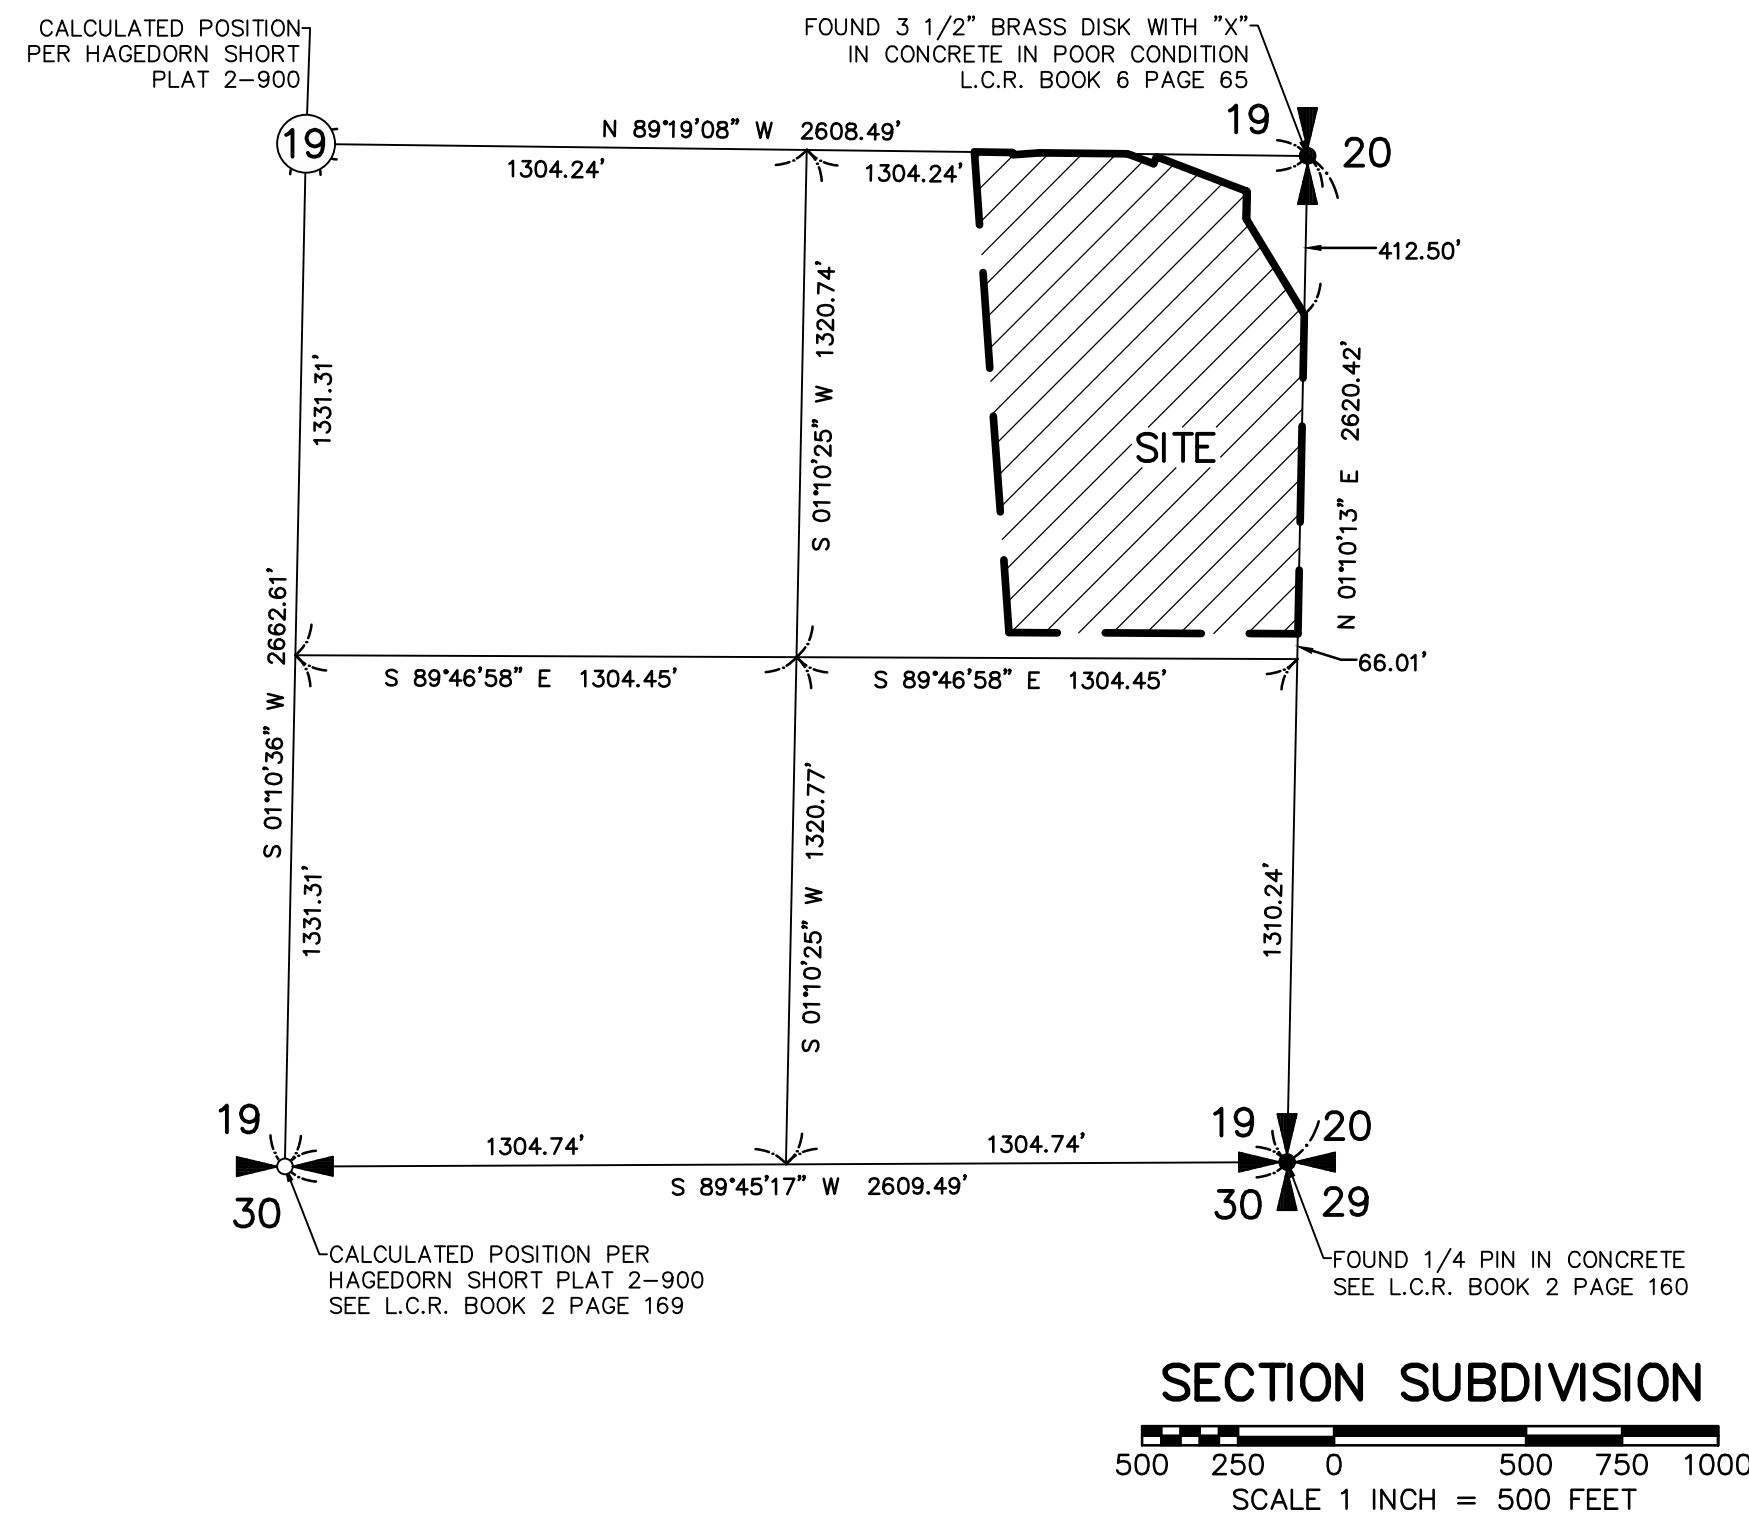 CALCULATED POSITION
PER HAGEDORN SHORT
PLAT 2-900
FOUND 3 1/2" BRASS DISK WITH "X"
IN CONCRETE IN POOR CONDITION
L.C.R. BOOK 6 PAGE 65
19
19
20
N 89°19'08" W 2608.49'
1304.24'
1304.24'
412.50'
1331.31'
S 01°10'25" W 1320.74'
SITE
N 01°10'13" E 2620.42'
S 01°10'36" W 2662.61'
S 89°46'58" E 1304.45'
S 89°46'58" E 1304.45'
66.01'
1331.31'
S 01°10'25" W 1320.77'
1310.24'
19
30
1304.74'
1304.74'
S 89°45'17" W 2609.49'
19
20
30
29
CALCULATED POSITION PER
HAGEDORN SHORT PLAT 2-900
SEE L.C.R. BOOK 2 PAGE 169
FOUND 1/4 PIN IN CONCRETE
SEE L.C.R. BOOK 2 PAGE 160
SECTION SUBDIVISION
500 250 0 500 750 1000
SCALE 1 INCH = 500 FEET